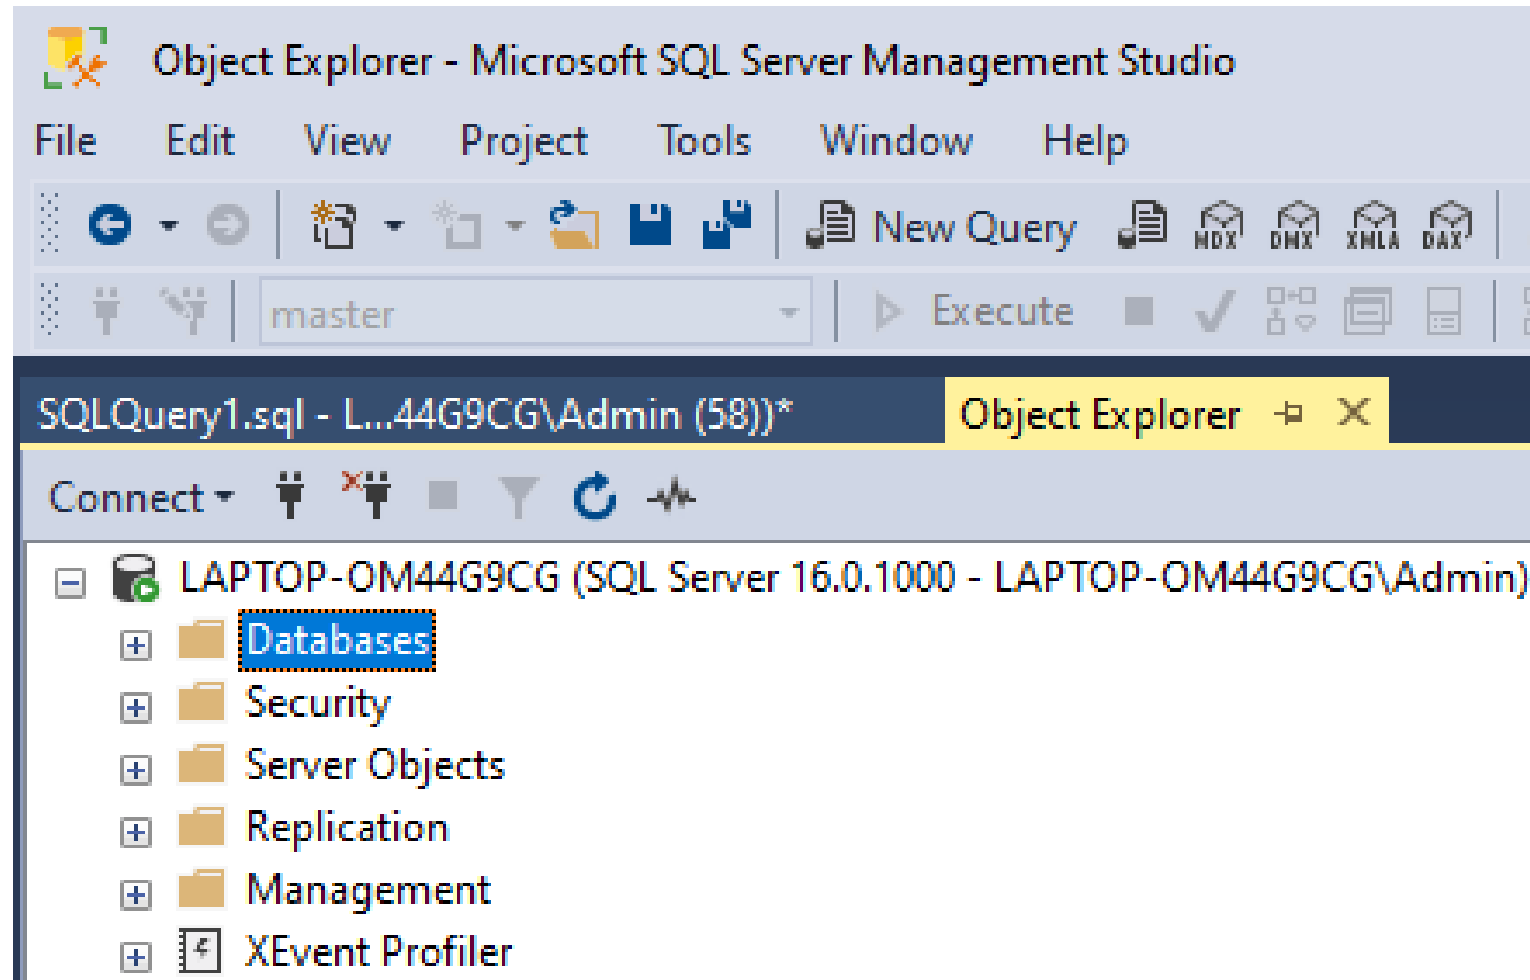 Object Explorer - Microsoft SQL Server Management Studio
File Edit View Project Tools Window Help
New Query MDX DMX XMLA DAX
master Execute
SQLQuery1.sql - L...44G9CG\Admin (58))* Object Explorer
Connect
LAPTOP-OM44G9CG (SQL Server 16.0.1000 - LAPTOP-OM44G9CG\Admin)
Databases
Security
Server Objects
Replication
Management
XEvent Profiler